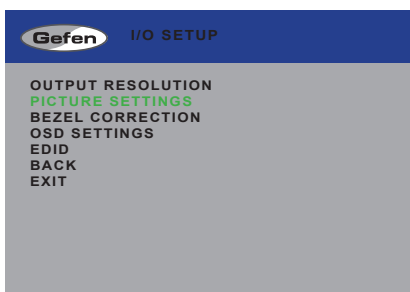 Gefen I/O SETUP
OUTPUT RESOLUTION
PICTURE SETTINGS
BEZEL CORRECTION
OSD SETTINGS
EDID
BACK
EXIT